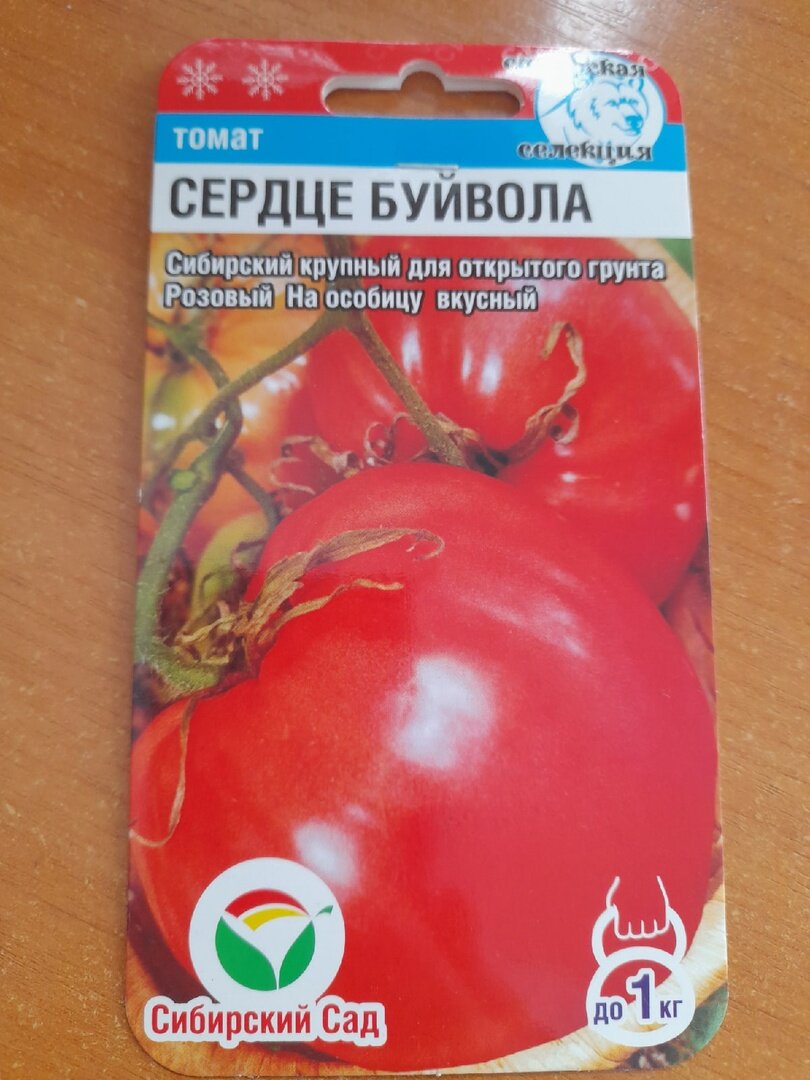 селекция
томат
СЕРДЦЕ БУЙВОЛА
Сибирский крупный для открытого грунта
Розовый На особицу вкусный
Сибирский Сад
до 1 кг